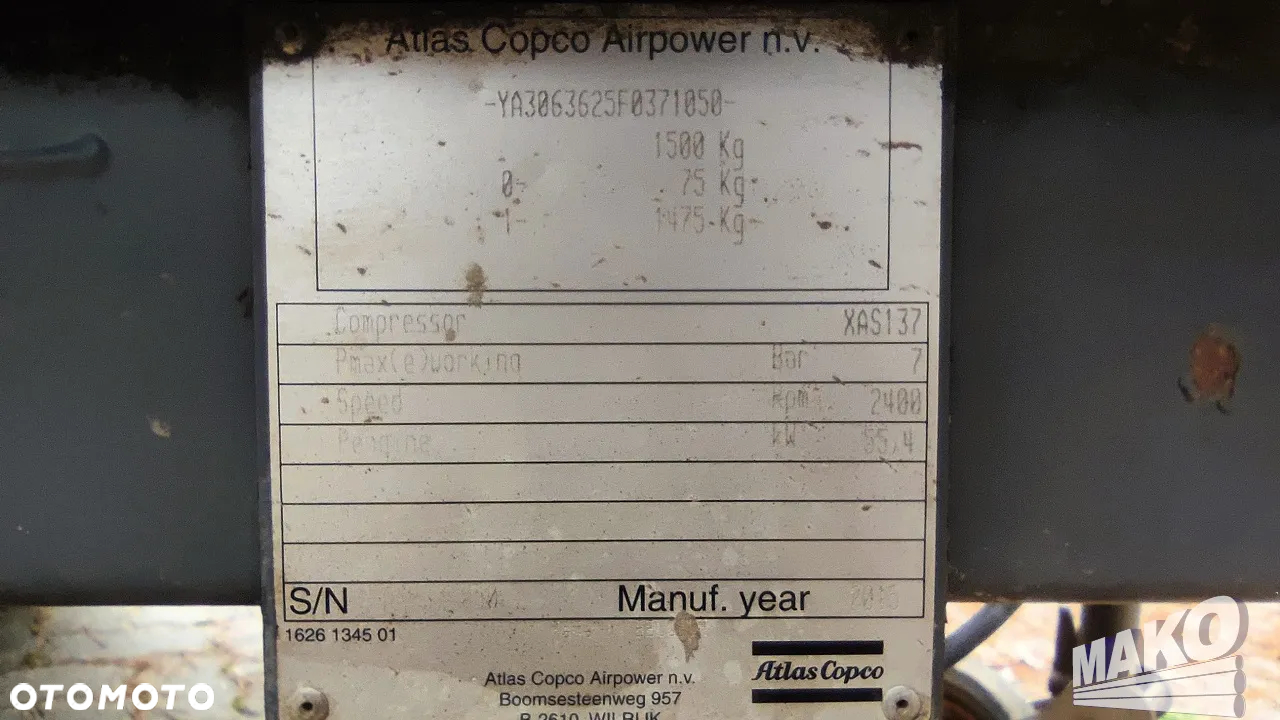 Atlas Copco Airpower n.v.
-YA3063625F0371050-
1500 Kg
0- 75 Kg-
1- 1475-Kg-
Compressor XAS137
Pmax(e)working Bar 7
Speed Rpm 2400
Pengine kW 55,4
S/N Manuf. year
1626 1345 01
Atlas Copco
Atlas Copco Airpower n.v.
Boomsesteenweg 957
B-2610 WILRIJK
OTOMOTO
MAKO